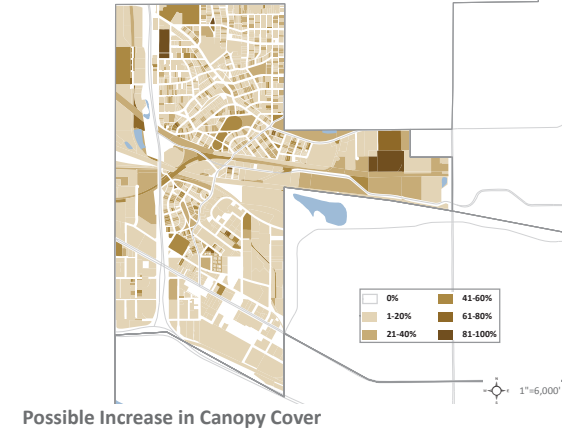 0% 41-60%
1-20% 61-80%
21-40% 81-100%
1"=6,000'
Possible Increase in Canopy Cover